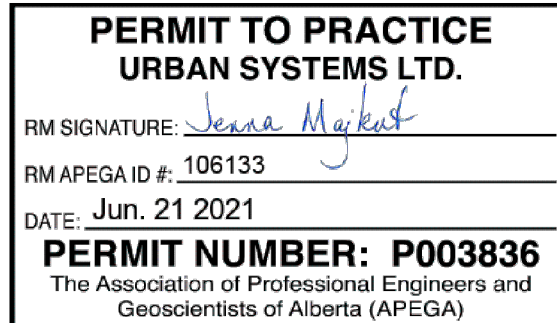 PERMIT TO PRACTICE
URBAN SYSTEMS LTD.
RM SIGNATURE: Jenna Majkut
RM APEGA ID #: 106133
DATE: Jun. 21 2021
PERMIT NUMBER: P003836
The Association of Professional Engineers and
Geoscientists of Alberta (APEGA)